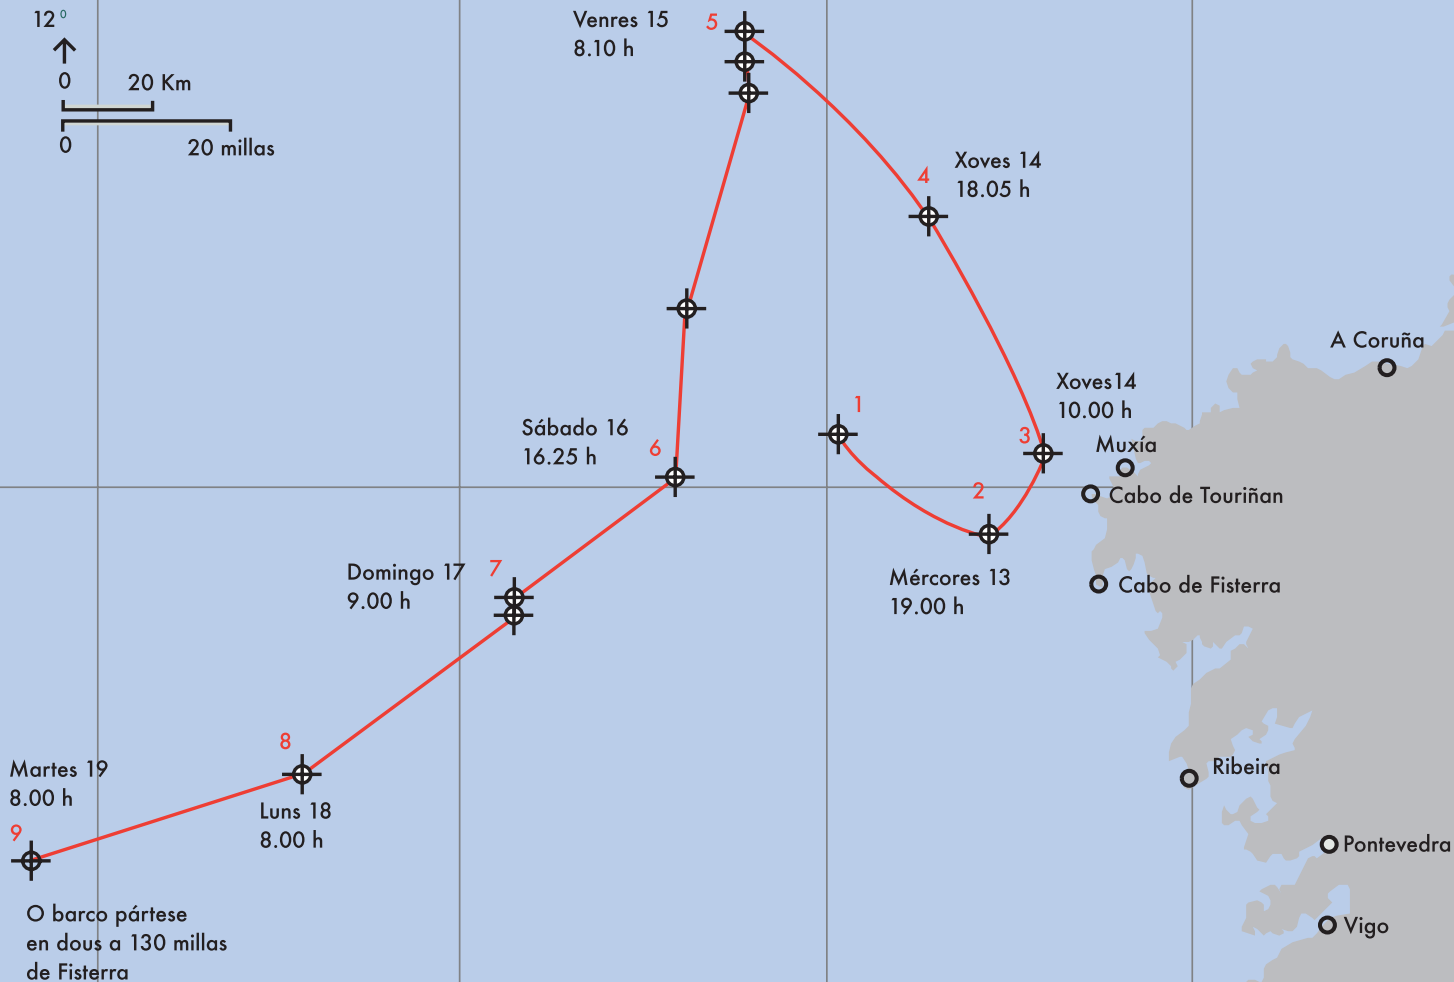 12°
0
20 Km
0
20 millas
Venres 15
8.10 h
5
Xoves 14
18.05 h
4
A Coruña
Xoves14
10.00 h
3
Muxía
Cabo de Touriñan
1
Sábado 16
16.25 h
6
2
Mércores 13
19.00 h
Cabo de Fisterra
Domingo 17
9.00 h
7
8
Luns 18
8.00 h
Martes 19
8.00 h
9
Ribeira
Pontevedra
Vigo
O barco pártese
en dous a 130 millas
de Fisterra